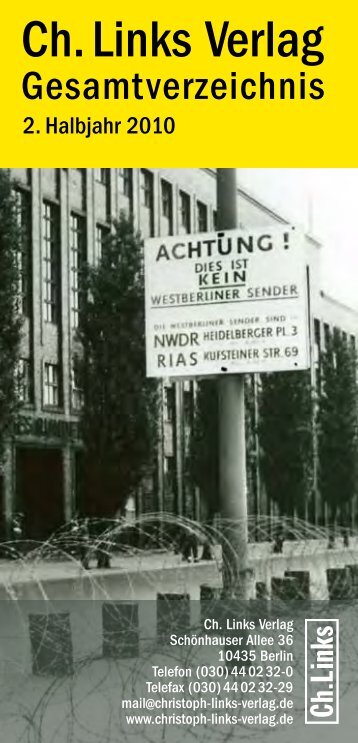 Ch. Links Verlag
Gesamtverzeichnis
2. Halbjahr 2010
ACHTUNG !
DIES IST
KEIN
WESTBERLINER SENDER
DIE WESTBERLINER SENDER SIND —
NWDR HEIDELBERGER PL. 3
RIAS KUFSTEINER STR. 69
Ch. Links Verlag
Schönhauser Allee 36
10435 Berlin
Telefon (030) 44 02 32-0
Telefax (030) 44 02 32-29
mail@christoph-links-verlag.de
www.christoph-links-verlag.de
Ch. Links